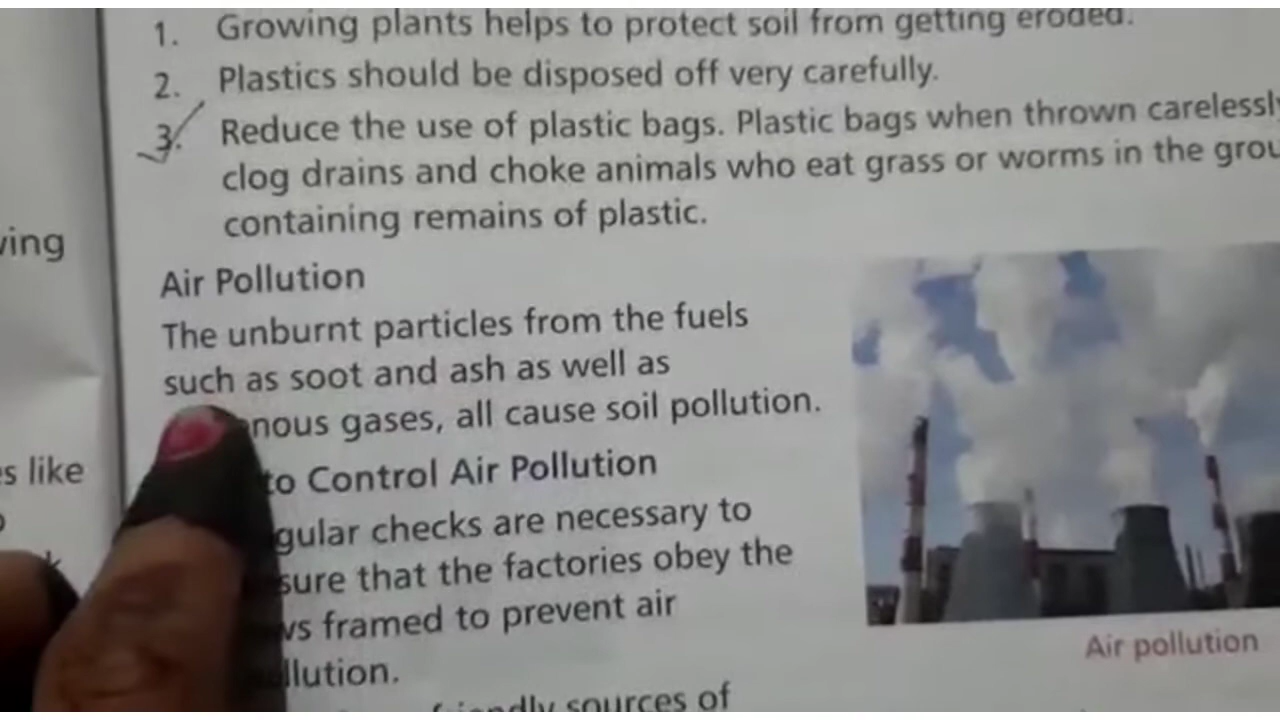 1. Growing plants helps to protect soil from getting eroded.
2. Plastics should be disposed off very carefully.
3. Reduce the use of plastic bags. Plastic bags when thrown
clog drains and choke animals who eat grass or worms in the
containing remains of plastic.
ving
Air Pollution
The unburnt particles from the fuels
such as soot and ash as well as
nous gases, all cause soil pollution.
s like
to Control Air Pollution
gular checks are necessary to
sure that the factories obey the
ws framed to prevent air
llution.
sources of
Air pollution